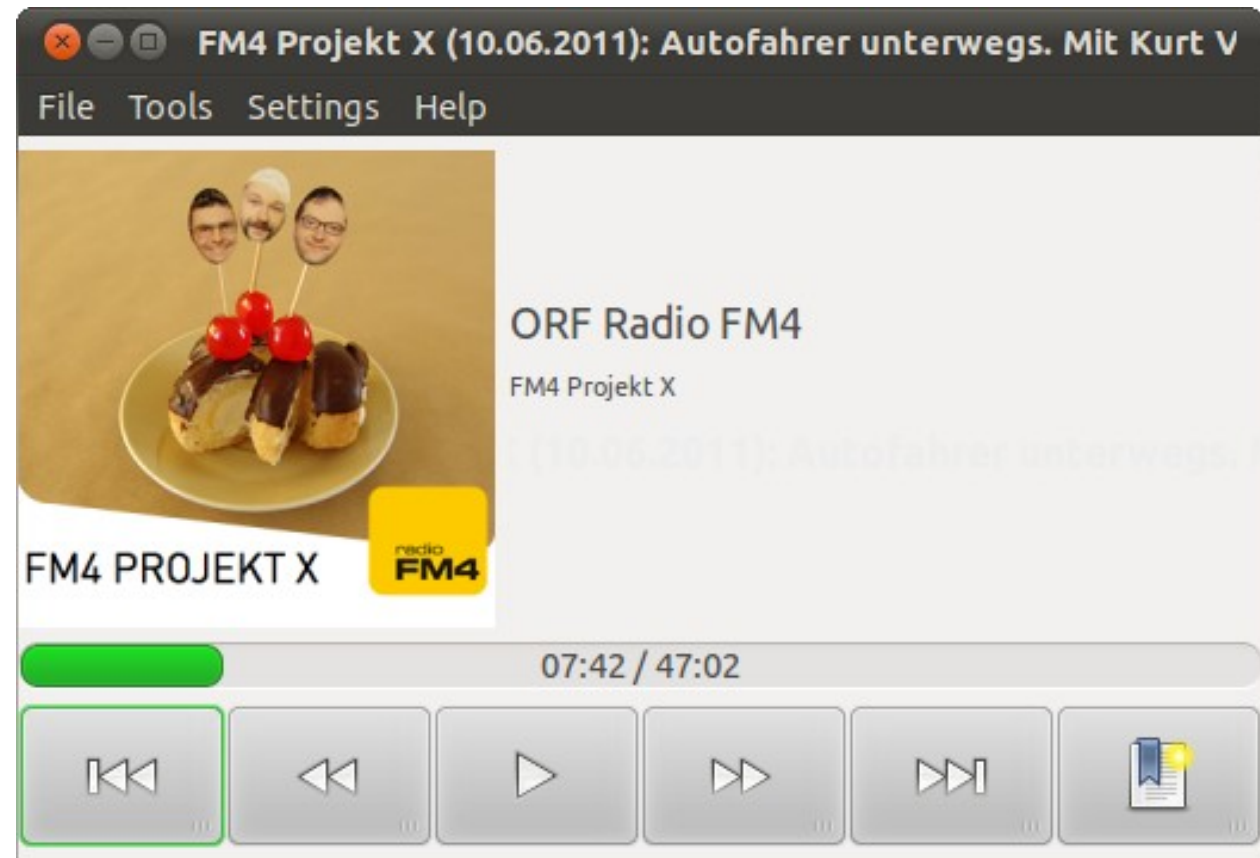 FM4 Projekt X (10.06.2011): Autofahrer unterwegs. Mit Kurt V
File Tools Settings Help
ORF Radio FM4
FM4 Projekt X
(10.06.2011): Autofahrer unterwegs.
FM4 PROJEKT X
radio
FM4
07:42 / 47:02